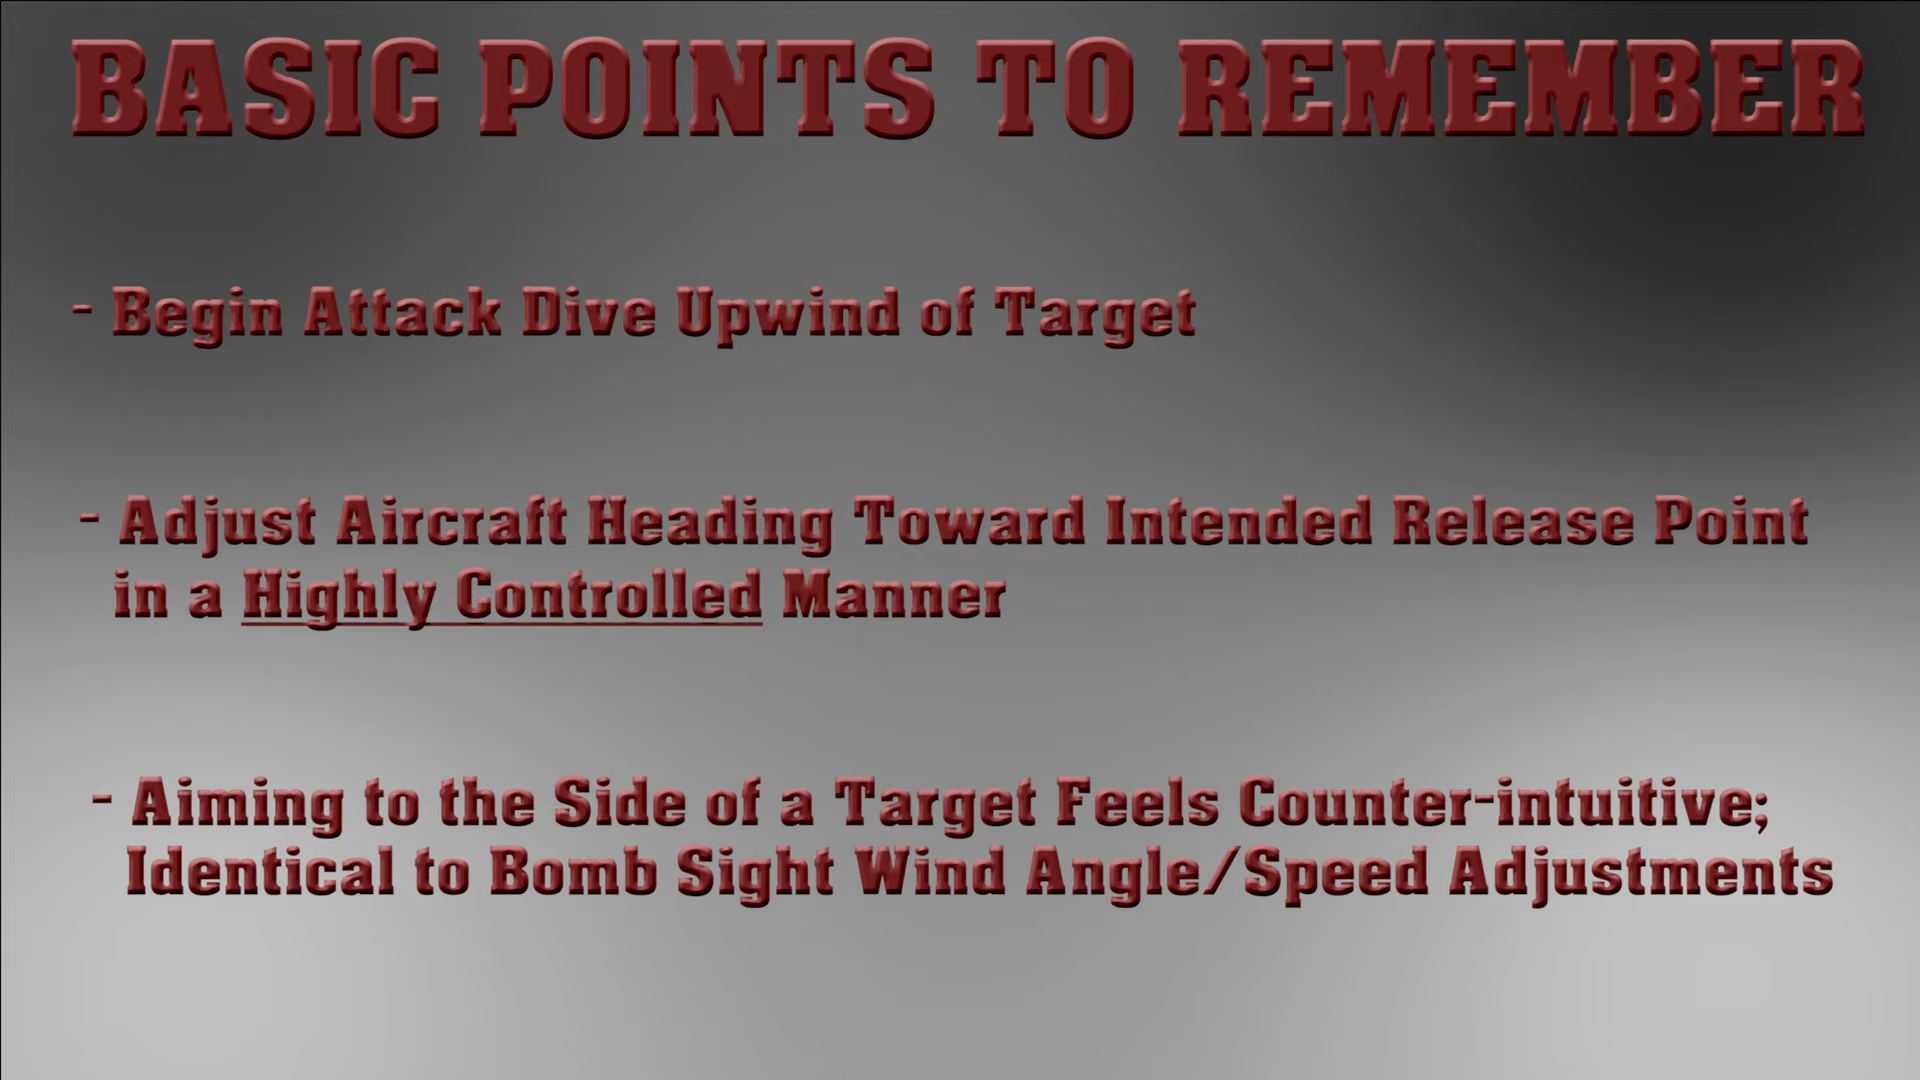 BASIC POINTS TO REMEMBER
- Begin Attack Dive Upwind of Target
- Adjust Aircraft Heading Toward Intended Release Point
in a Highly Controlled Manner
- Aiming to the Side of a Target Feels Counter-intuitive;
Identical to Bomb Sight Wind Angle/Speed Adjustments